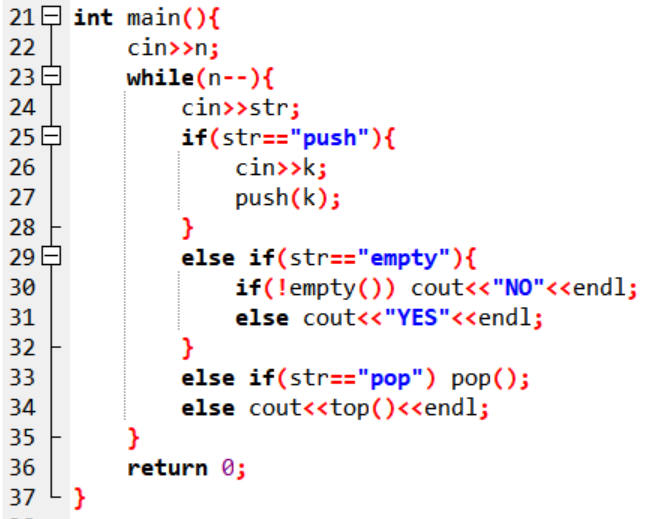 21 int main(){
22     cin>>n;
23     while(n--){
24         cin>>str;
25         if(str=="push"){
26             cin>>k;
27             push(k);
28         }
29         else if(str=="empty"){
30             if(!empty()) cout<<"NO"<<endl;
31             else cout<<"YES"<<endl;
32         }
33         else if(str=="pop") pop();
34         else cout<<top()<<endl;
35     }
36     return 0;
37 }